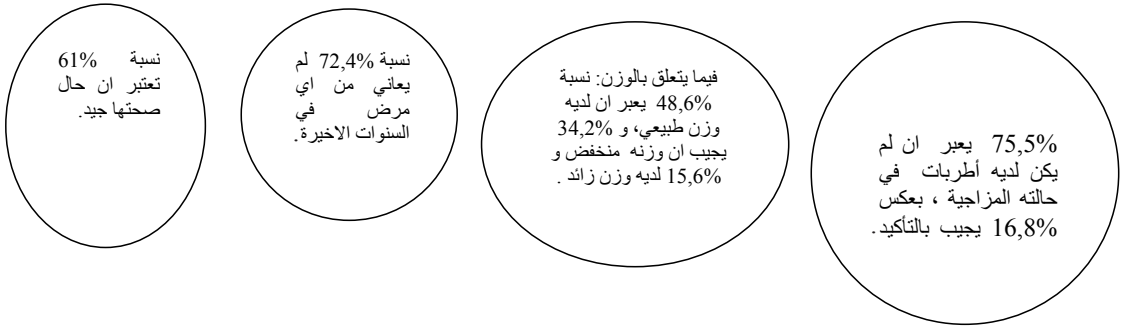 75,5% يعبر ان لم
يكن لديه أطربات في
حالته المزاجية ، بعكس
16,8% يجيب بالتأكيد.
فيما يتعلق بالوزن: نسبة
48,6% يعبر ان لديه
وزن طبيعي، و 34,2%
يجيب ان وزنه منخفض و
15,6% لديه وزن زائد .
نسبة 72,4% لم
يعاني من اي
مرض في
السنوات الاخيرة.
نسبة 61%
تعتبر ان حال
صحتها جيد.